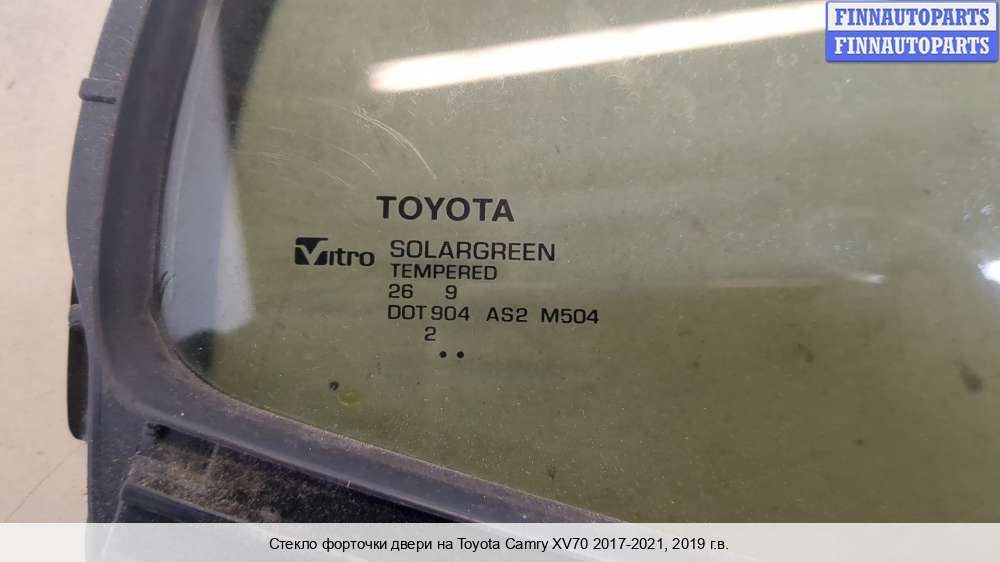 FINNAUTOPARTS
FINNAUTOPARTS
TOYOTA
Vitro SOLARGREEN
TEMPERED
26 9
DOT 904 AS2 M504
2
Стекло форточки двери на Toyota Camry XV70 2017-2021, 2019 г.в.